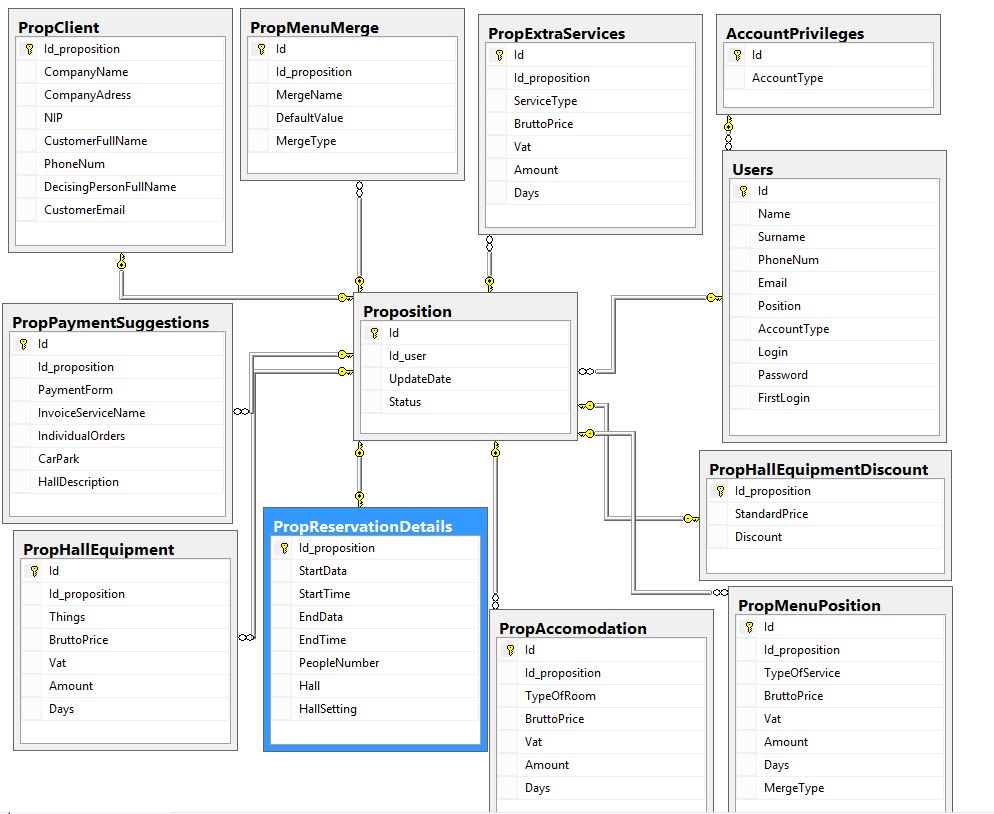 PropClient
Id_proposition
CompanyName
CompanyAdress
NIP
CustomerFullName
PhoneNum
DecisingPersonFullName
CustomerEmail
PropMenuMerge
Id
Id_proposition
MergeName
DefaultValue
MergeType
PropExtraServices
Id
Id_proposition
ServiceType
BruttoPrice
Vat
Amount
Days
AccountPrivileges
Id
AccountType
Users
Id
Name
Surname
PhoneNum
Email
Position
AccountType
Login
Password
FirstLogin
PropPaymentSuggestions
Id
Id_proposition
PaymentForm
InvoiceServiceName
IndividualOrders
CarPark
HallDescription
Proposition
Id
Id_user
UpdateDate
Status
PropHallEquipmentDiscount
Id_proposition
StandardPrice
Discount
PropHallEquipment
Id
Id_proposition
Things
BruttoPrice
Vat
Amount
Days
PropReservationDetails
Id_proposition
StartData
StartTime
EndData
EndTime
PeopleNumber
Hall
HallSetting
PropAccomodation
Id
Id_proposition
TypeOfRoom
BruttoPrice
Vat
Amount
Days
PropMenuPosition
Id
Id_proposition
TypeOfService
BruttoPrice
Vat
Amount
Days
MergeType